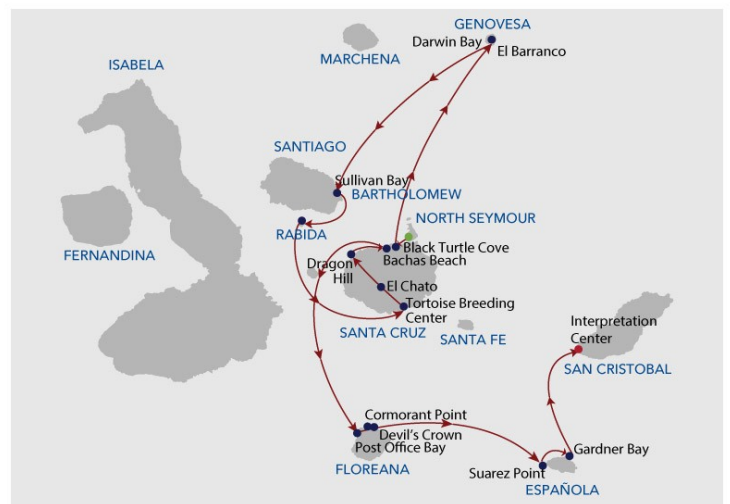 GENOVESA
Darwin Bay
El Barranco
MARCHENA
ISABELA
SANTIAGO
Sullivan Bay
BARTHOLOMEW
NORTH SEYMOUR
RABIDA
FERNANDINA
Black Turtle Cove
Bachas Beach
Dragon
Hill
El Chato
Tortoise Breeding
Center
SANTA CRUZ
SANTA FE
Interpretation
Center
SAN CRISTOBAL
Cormorant Point
Devil's Crown
Post Office Bay
FLOREANA
Gardner Bay
Suarez Point
ESPAÑOLA